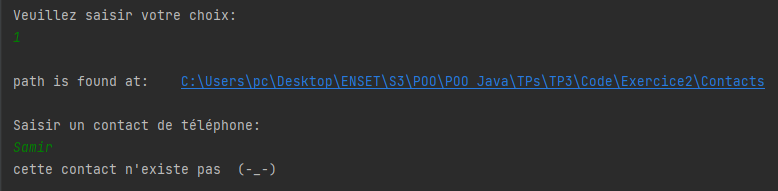 Veuillez saisir votre choix:
1
path is found at: C:\Users\pc\Desktop\ENSET\S3\POO\POO Java\TPs\TP3\Code\Exercice2\Contacts
Saisir un contact de téléphone:
Samir
cette contact n'existe pas (-_-)